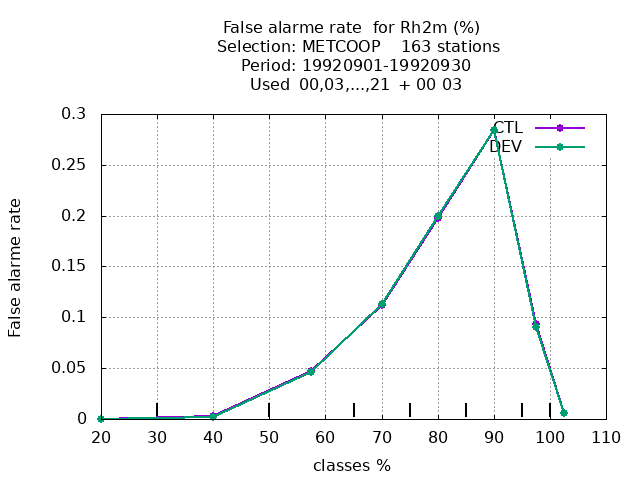 False alarme rate  for Rh2m (%)
Selection: METCOOP    163 stations
Period: 19920901-19920930
Used  00,03,...,21  + 00 03
False alarme rate
0.3
0.25
0.2
0.15
0.1
0.05
0
CTL
DEV
20 30 40 50 60 70 80 90 100 110
classes %